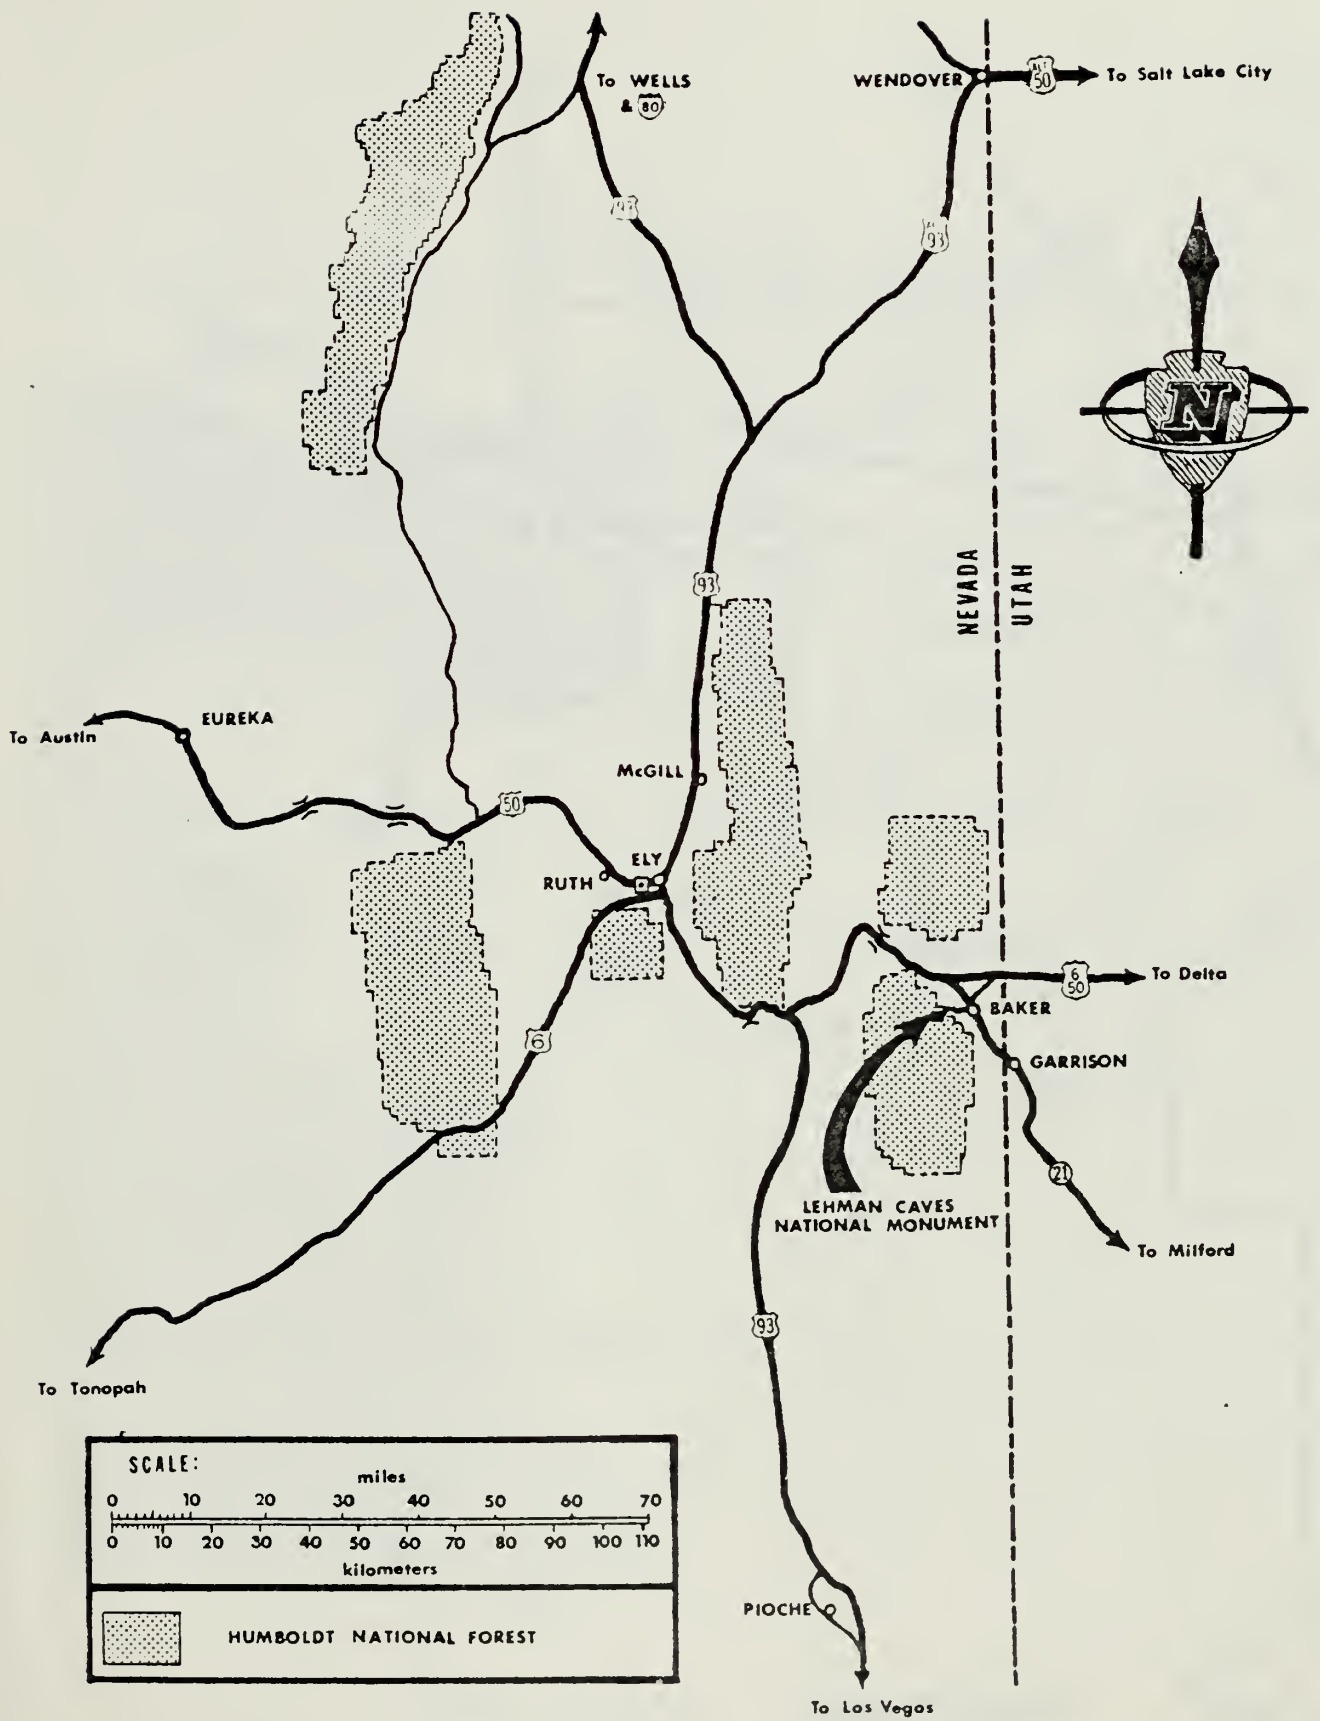 To WELLS
& 80
WENDOVER
ALT 50
To Salt Lake City
93
ALT 93
N
NEVADA
UTAH
93
EUREKA
To Austin
McGILL
50
ELY
RUTH
6 50
To Delta
BAKER
6
GARRISON
21
LEHMAN CAVES
NATIONAL MONUMENT
To Milford
93
To Tonopah
SCALE:
miles
0 10 20 30 40 50 60 70
0 10 20 30 40 50 60 70 80 90 100 110
kilometers
HUMBOLDT NATIONAL FOREST
PIOCHE
To Los Vegos